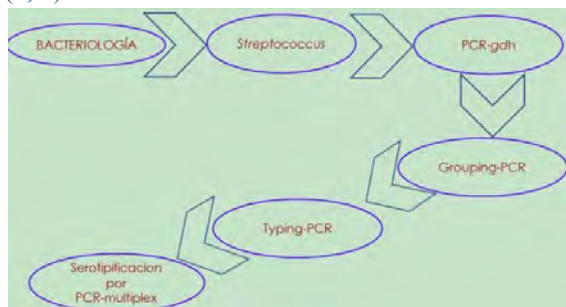 BACTERIOLOGÍA
Streptococcus
PCR-gdh
Grouping-PCR
Typing-PCR
Serotipificacion
por
PCR-multiplex